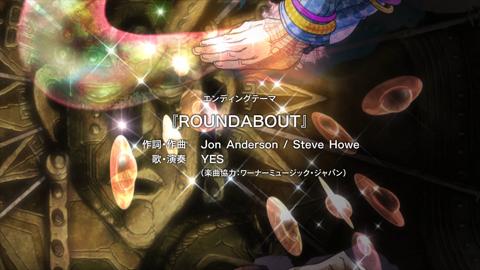 エンディングテーマ
『ROUNDABOUT』
作詞・作曲 Jon Anderson / Steve Howe
歌・演奏 YES
(楽曲協力:ワーナーミュージック・ジャパン)